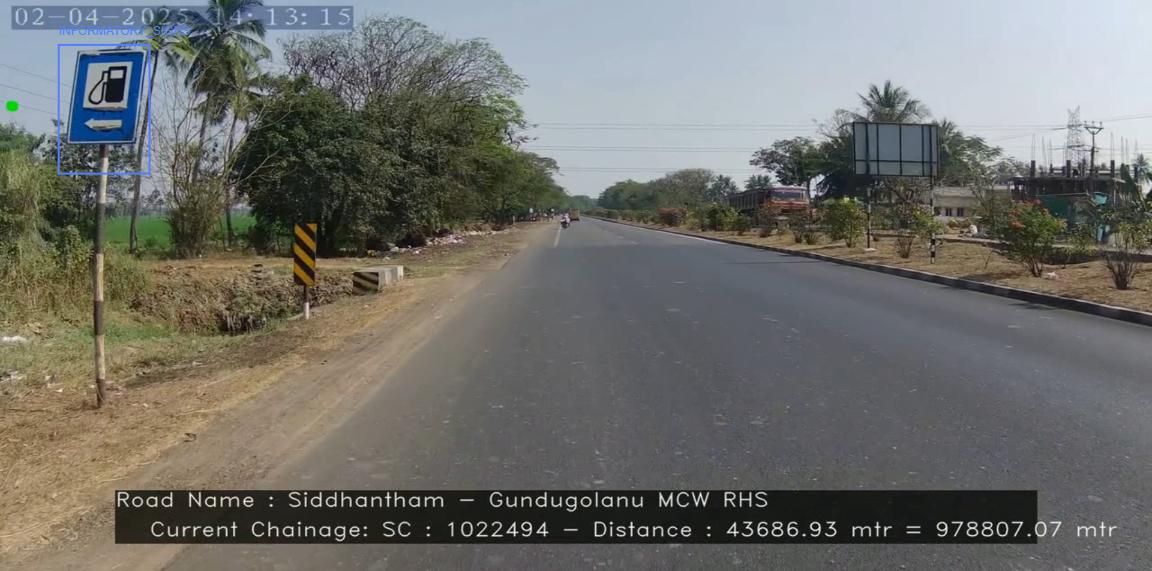 02-04-2025 14:13:15
INFORMATORY SIGNS
Road Name : Siddhantham - Gundugolanu MCW RHS
Current Chainage: SC : 1022494 - Distance : 43686.93 mtr = 978807.07 mtr